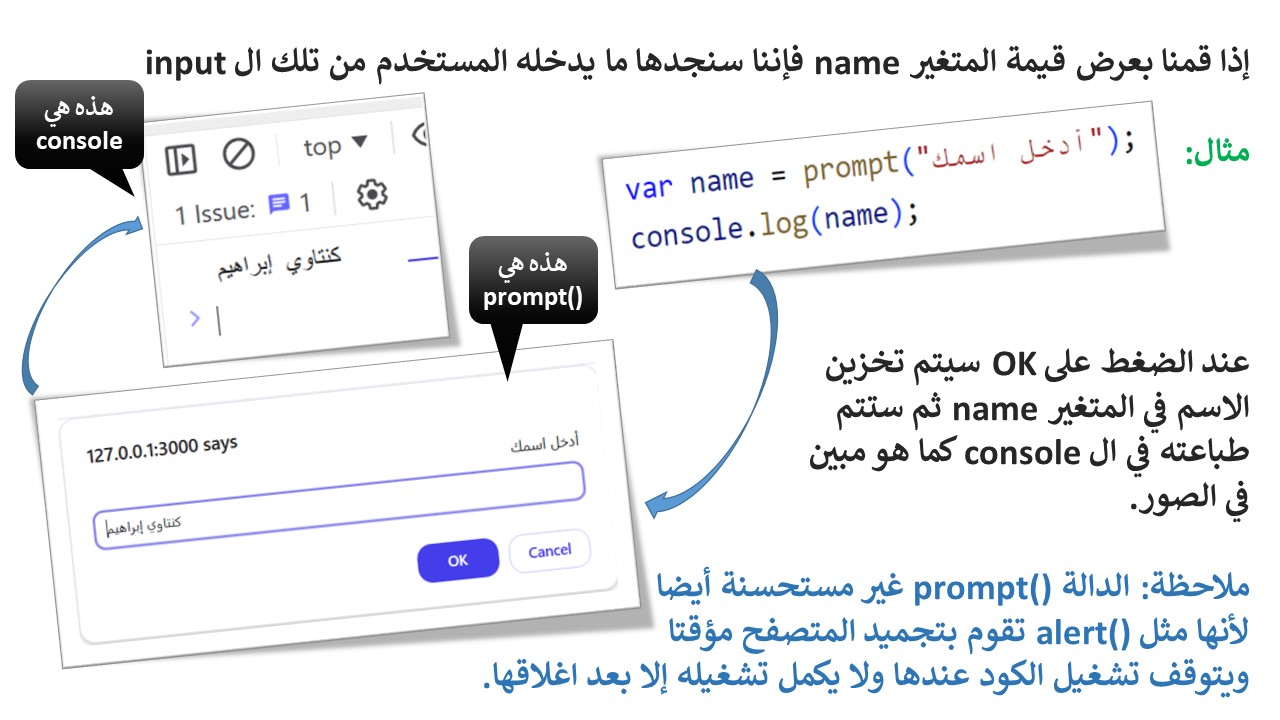 إذا قمنا بعرض قيمة المتغير name فإننا سنجدها ما يدخله المستخدم من تلك ال input
مثال:
var name = prompt("أدخل اسمك");
console.log(name);
هذه هي
console
top
1 Issue: 1
كنتاوي إبراهيم
>
هذه هي
prompt()
127.0.0.1:3000 says
أدخل اسمك
كنتاوي إبراهيم
OK
Cancel
عند الضغط على OK سيتم تخزين
الاسم في المتغير name ثم ستتم
طباعته في ال console كما هو مبين
في الصور.
ملاحظة: الدالة prompt() غير مستحسنة أيضا
لأنها مثل alert() تقوم بتجميد المتصفح مؤقتا
ويتوقف تشغيل الكود عندها ولا يكمل تشغيله إلا بعد اغلاقها.